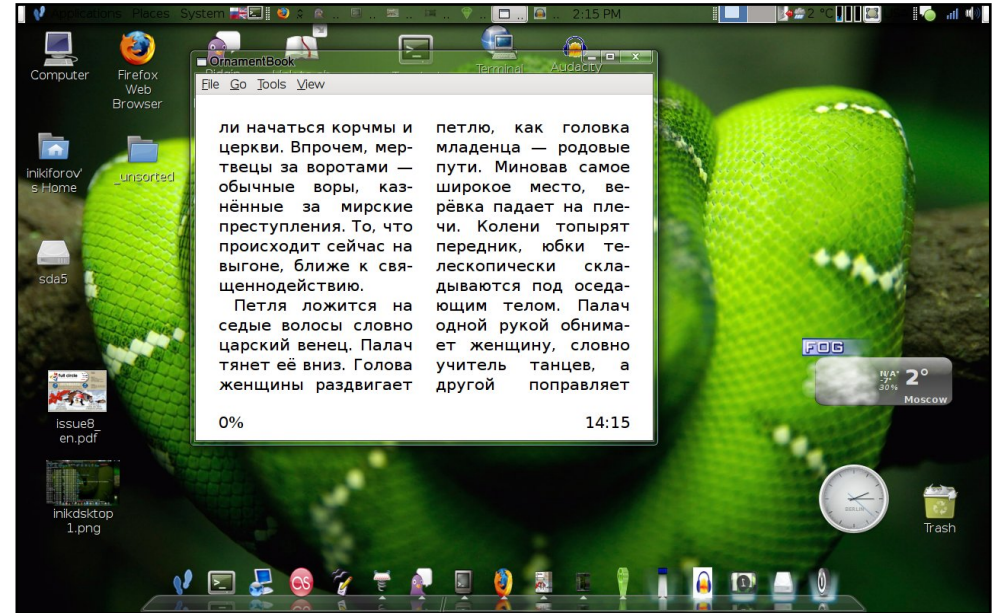 Applications Places System
2:15 PM
2 °C
Computer
Firefox
Web
Browser
Terminal
Audacity
inikiforov'
s Home
_unsorted
sda5
issue8_
en.pdf
inikdsktop
1.png
OrnamentBook
File Go Tools View
ли начаться корчмы и
церкви. Впрочем, мер-
твецы за воротами —
обычные воры, каз-
нённые за мирские
преступления. То, что
происходит сейчас на
выгоне, ближе к свя-
щеннодействию.
Петля ложится на
седые волосы словно
царский венец. Палач
тянет её вниз. Голова
женщины раздвигает
петлю, как головка
младенца — родовые
пути. Миновав самое
широкое место, ве-
рёвка падает на пле-
чи. Колени топырят
передник, юбки те-
лескопически скла-
дываются под оседа-
ющим телом. Палач
одной рукой обнима-
ет женщину, словно
учитель танцев, а
другой поправляет
0%
14:15
FOG
N/A°
-7°
30%
2°
Moscow
BERLIN
Trash